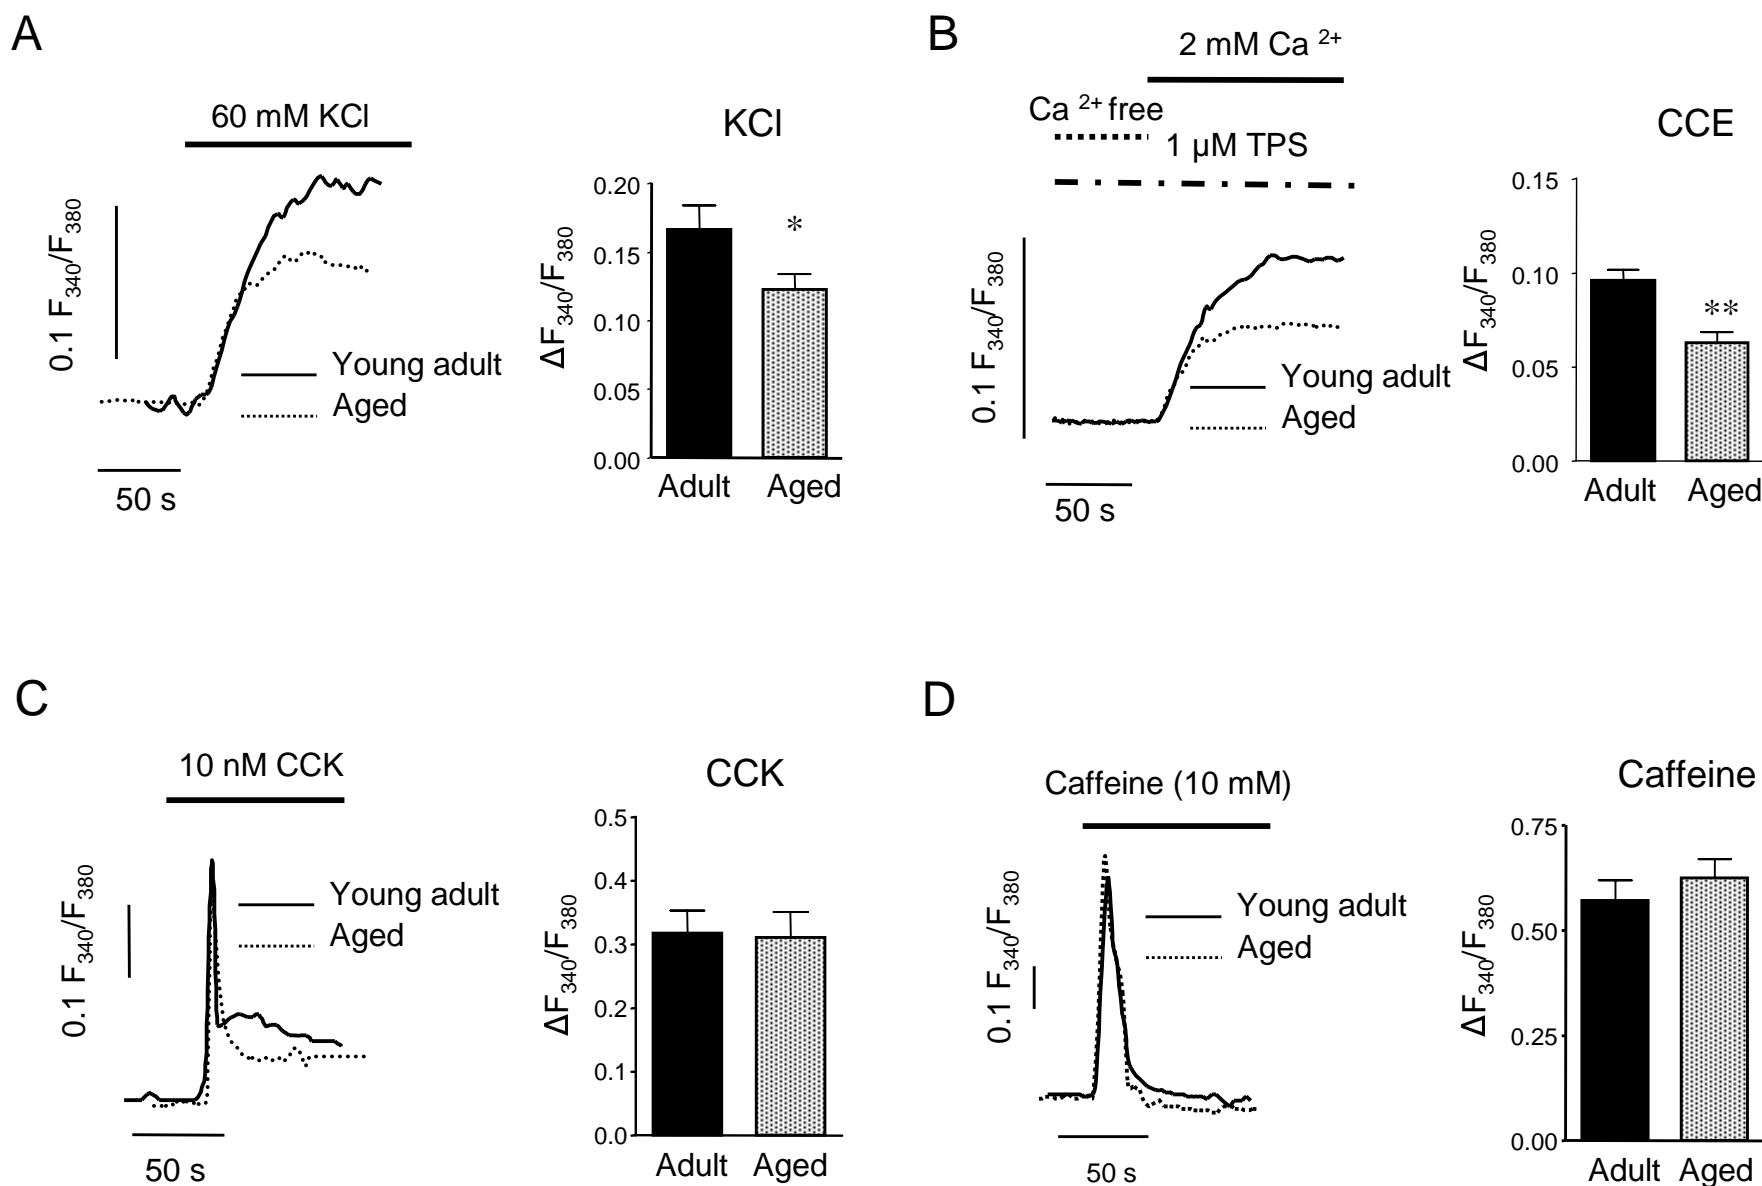 A
60 mM KCl
0.1 F340/F380
Young adult
Aged
50 s
KCl
ΔF340/F380
0.20
0.15
0.10
0.05
0.00
*
Adult
Aged
B
2 mM Ca 2+
Ca 2+ free
1 μM TPS
0.1 F340/F380
Young adult
Aged
50 s
CCE
ΔF340/F380
0.15
0.10
0.05
0.00
**
Adult
Aged
C
10 nM CCK
0.1 F340/F380
Young adult
Aged
50 s
CCK
ΔF340/F380
0.5
0.4
0.3
0.2
0.1
0.0
Adult
Aged
D
Caffeine (10 mM)
0.1 F340/F380
Young adult
Aged
50 s
Caffeine
ΔF340/F380
0.75
0.50
0.25
0.00
Adult
Aged